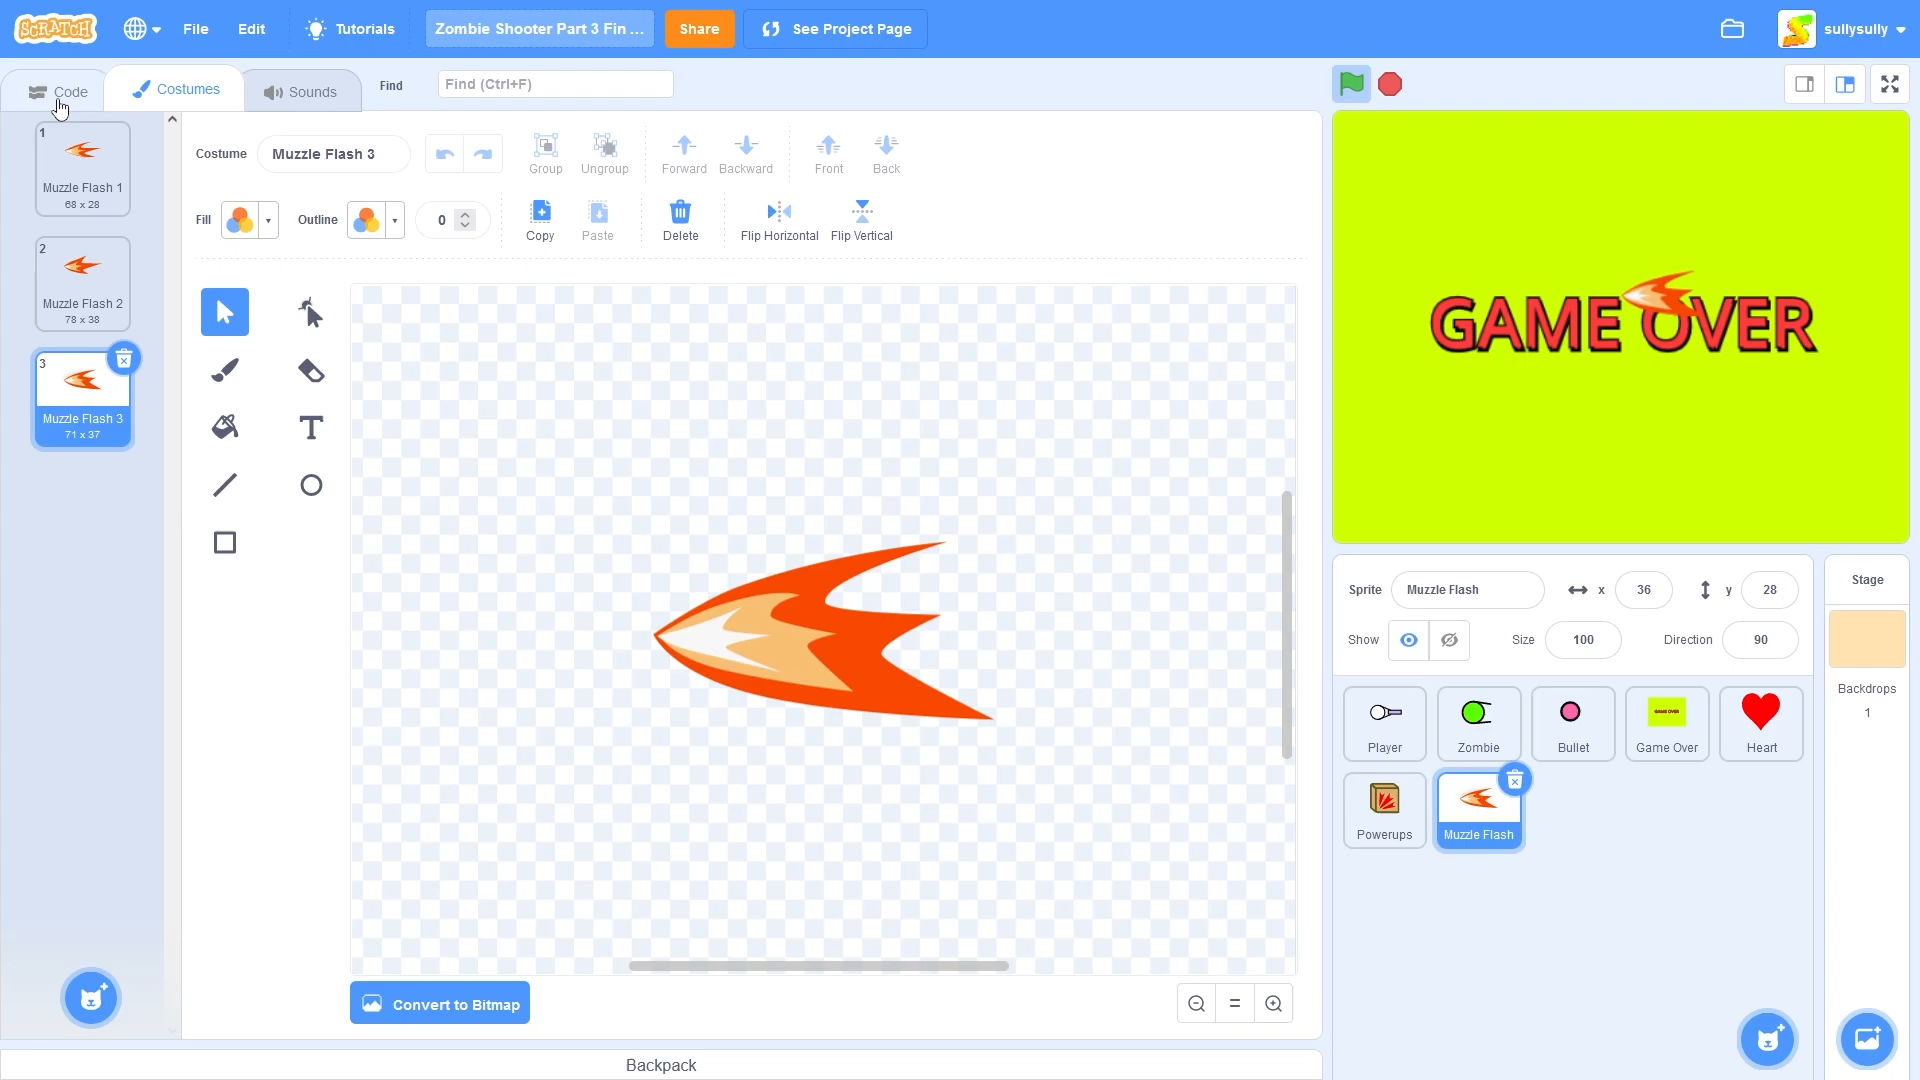 SCRATCH
File
Edit
Tutorials
Zombie Shooter Part 3 Fin ...
Share
See Project Page
sullysully
Code
Costumes
Sounds
Find
Find (Ctrl+F)
1
Muzzle Flash 1
68 x 28
2
Muzzle Flash 2
78 x 38
3
Muzzle Flash 3
71 x 37
Costume
Muzzle Flash 3
Group
Ungroup
Forward
Backward
Front
Back
Fill
Outline
0
Copy
Paste
Delete
Flip Horizontal
Flip Vertical
T
Convert to Bitmap
Backpack
GAME OVER
Sprite
Muzzle Flash
x
36
y
28
Show
Size
100
Direction
90
Player
Zombie
Bullet
GAME OVER
Game Over
Heart
Powerups
Muzzle Flash
Stage
Backdrops
1